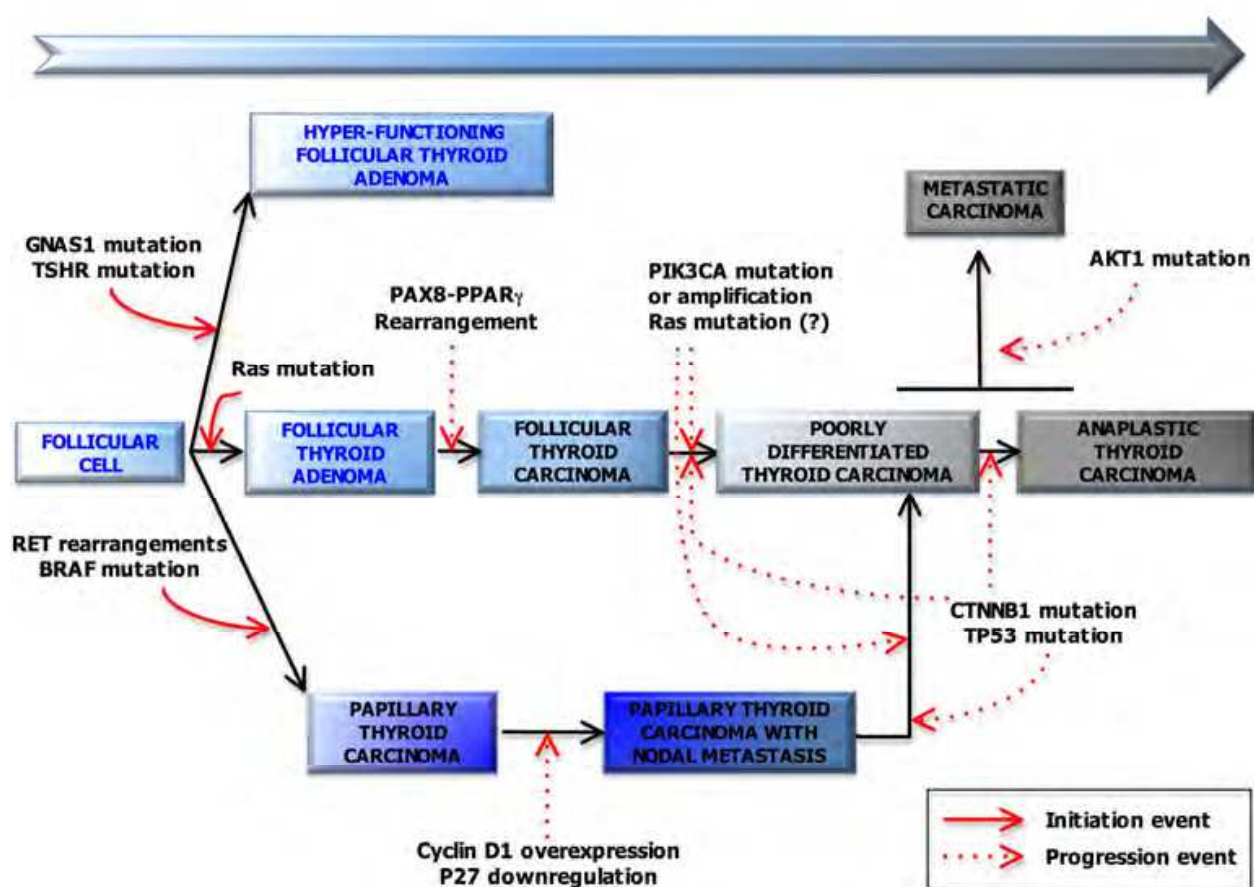 HYPER-FUNCTIONING
FOLLICULAR THYROID
ADENOMA
METASTATIC
CARCINOMA
GNAS1 mutation
TSHR mutation
PAX8-PPARγ
Rearrangement
PIK3CA mutation
or amplification
Ras mutation (?)
AKT1 mutation
Ras mutation
FOLLICULAR
CELL
FOLLICULAR
THYROID
ADENOMA
FOLLICULAR
THYROID
CARCINOMA
POORLY
DIFFERENTIATED
THYROID CARCINOMA
ANAPLASTIC
THYROID
CARCINOMA
RET rearrangements
BRAF mutation
CTNNB1 mutation
TP53 mutation
PAPILLARY
THYROID
CARCINOMA
PAPILLARY THYROID
CARCINOMA WITH
NODAL METASTASIS
Cyclin D1 overexpression
P27 downregulation
Initiation event
Progression event